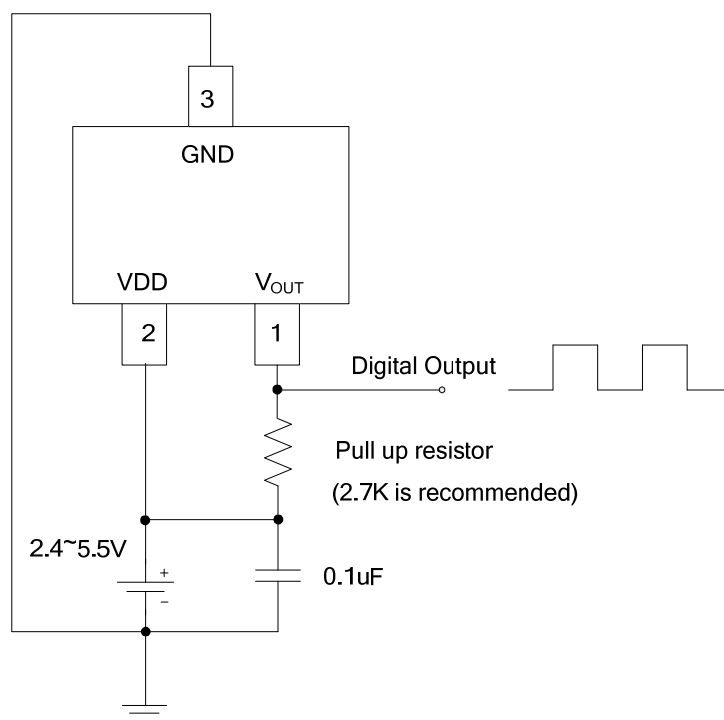 3
GND
VDD
VOUT
2
1
Digital Output
Pull up resistor
(2.7K is recommended)
2.4~5.5V
+
−
0.1uF